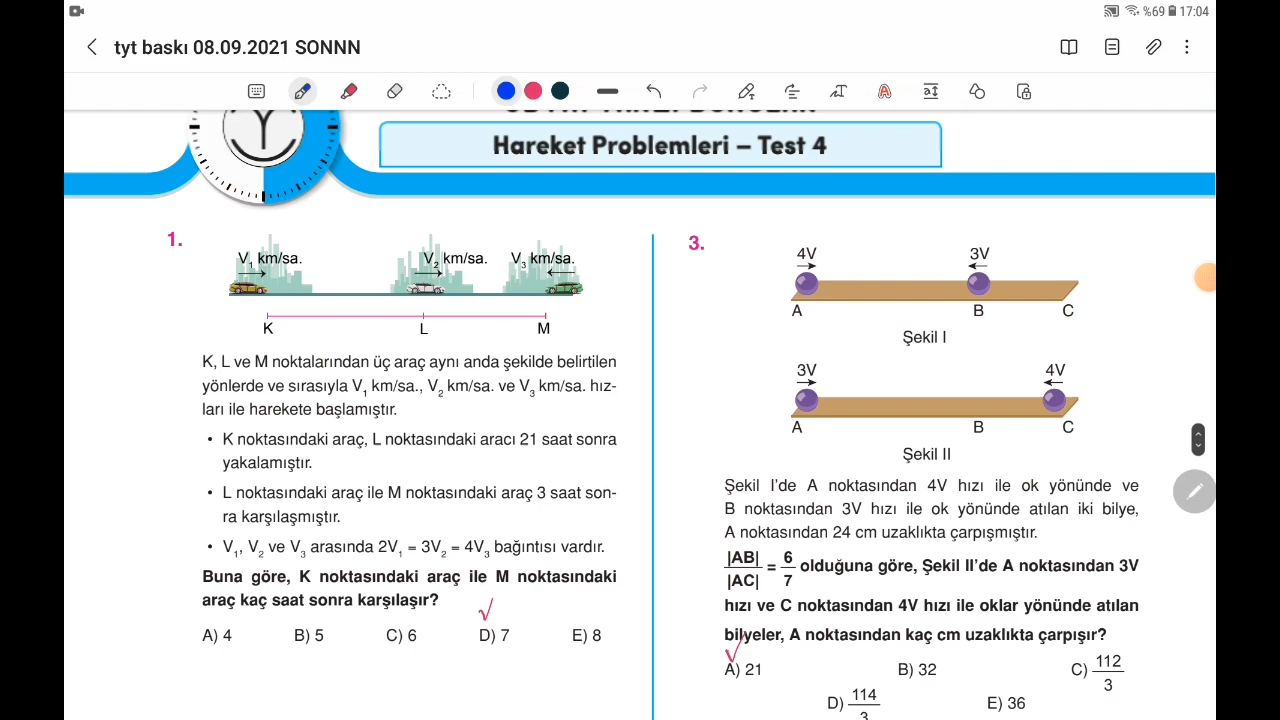 %69 17:04
tyt baskı 08.09.2021 SONNN
Hareket Problemleri – Test 4
1.
V1 km/sa. V2 km/sa. V3 km/sa.
K L M
K, L ve M noktalarından üç araç aynı anda şekilde belirtilen
yönlerde ve sırasıyla V1 km/sa., V2 km/sa. ve V3 km/sa. hız-
ları ile harekete başlamıştır.
• K noktasındaki araç, L noktasındaki aracı 21 saat sonra
yakalamıştır.
• L noktasındaki araç ile M noktasındaki araç 3 saat son-
ra karşılaşmıştır.
• V1, V2 ve V3 arasında 2V1 = 3V2 = 4V3 bağıntısı vardır.
Buna göre, K noktasındaki araç ile M noktasındaki
araç kaç saat sonra karşılaşır?
A) 4 B) 5 C) 6 D) 7 E) 8
3.
4V 3V
A B C
Şekil I
3V 4V
A B C
Şekil II
Şekil I'de A noktasından 4V hızı ile ok yönünde ve
B noktasından 3V hızı ile ok yönünde atılan iki bilye,
A noktasından 24 cm uzaklıkta çarpışmıştır.
|AB|/|AC| = 6/7 olduğuna göre, Şekil II'de A noktasından 3V
hızı ve C noktasından 4V hızı ile oklar yönünde atılan
bilyeler, A noktasından kaç cm uzaklıkta çarpışır?
A) 21 B) 32 C) 112/3
D) 114/3 E) 36